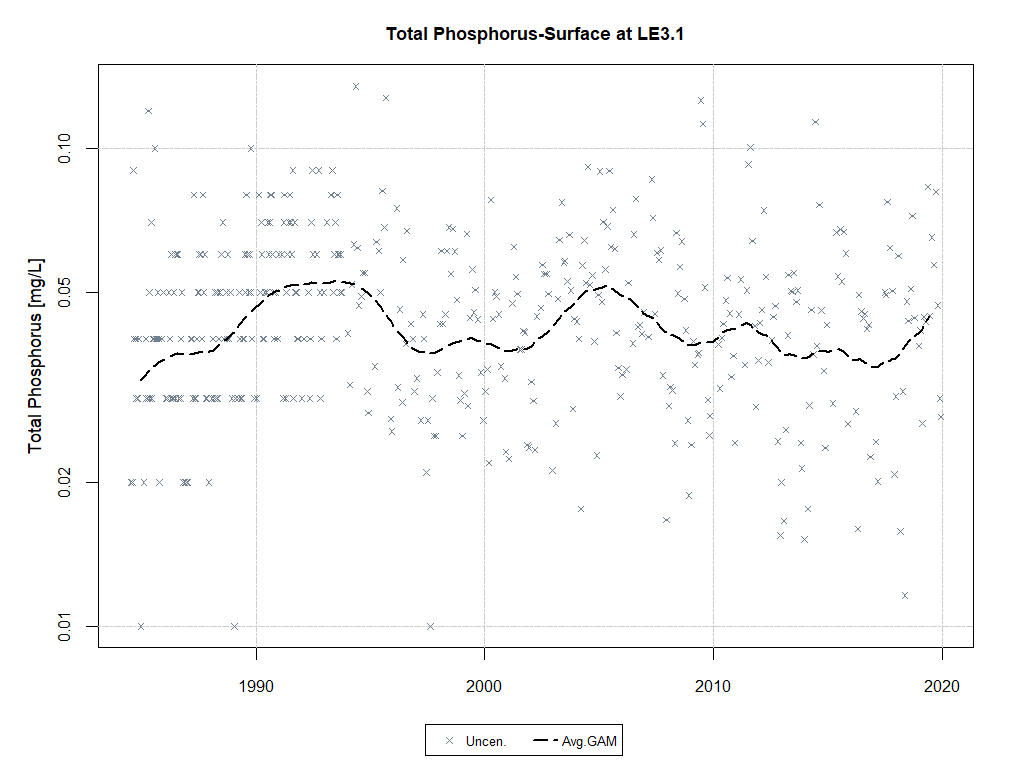 Total Phosphorus-Surface at LE3.1
Total Phosphorus [mg/L]
0.10
0.05
0.02
0.01
1990 2000 2010 2020
Uncen. Avg.GAM